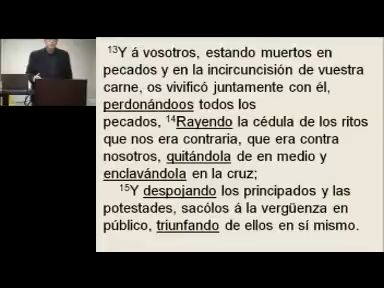 ¹³Y á vosotros, estando muertos en
pecados y en la incircuncisión de vuestra
carne, os vivificó juntamente con él,
perdonándoos todos los
pecados, ¹⁴Rayendo la cédula de los ritos
que nos era contraria, que era contra
nosotros, quitándola de en medio y
enclavándola en la cruz;
¹⁵Y despojando los principados y las
potestades, sacólos á la vergüenza en
público, triunfando de ellos en sí mismo.